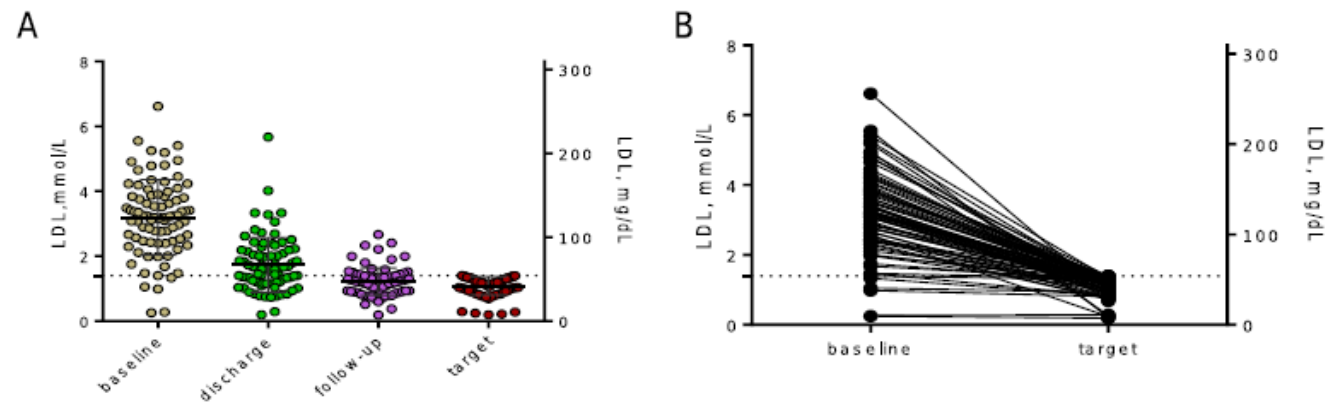 A
8
6
4
2
0
LDL,mmol/L
300
200
100
0
LDL, mg/dL
baseline
discharge
follow-up
target
B
8
6
4
2
0
LDL, mmol/L
300
200
100
0
LDL, mg/dL
baseline
target